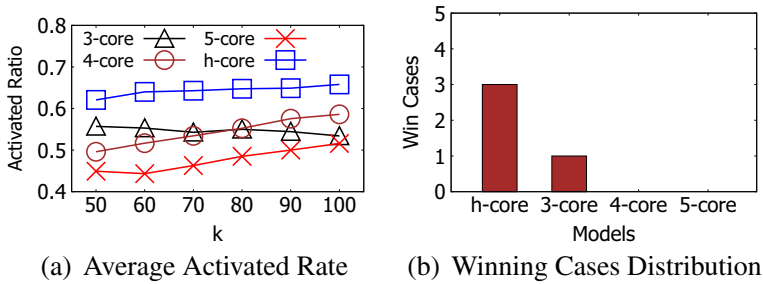 3-core
5-core
4-core
h-core
0.8
0.7
0.6
0.5
0.4
Activated Ratio
50 60 70 80 90 100
k
(a) Average Activated Rate
5
4
3
2
1
0
Win Cases
h-core 3-core 4-core 5-core
Models
(b) Winning Cases Distribution